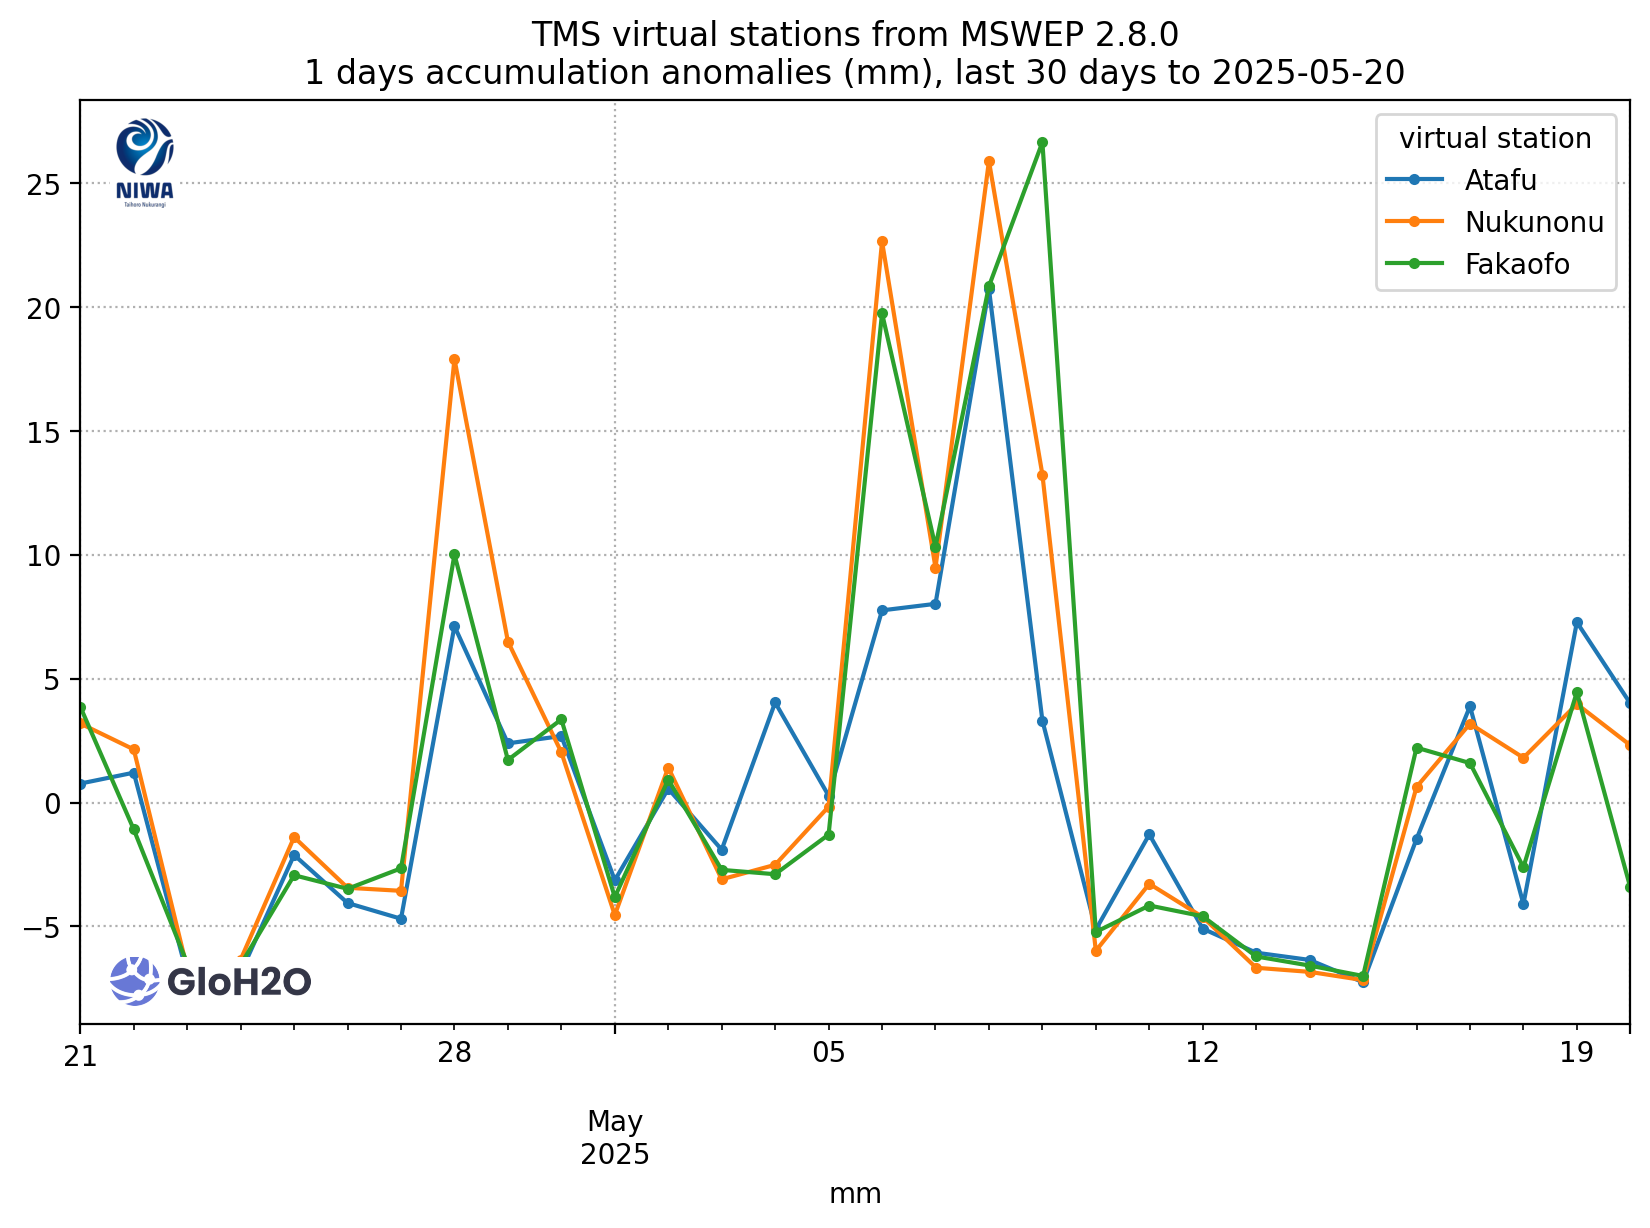 TMS virtual stations from MSWEP 2.8.0
1 days accumulation anomalies (mm), last 30 days to 2025-05-20
NIWA
Taihoro Nukurangi
virtual station
Atafu
Nukunonu
Fakaofo
25
20
15
10
5
0
−5
GloH2O
21
28
05
12
19
May
2025
mm